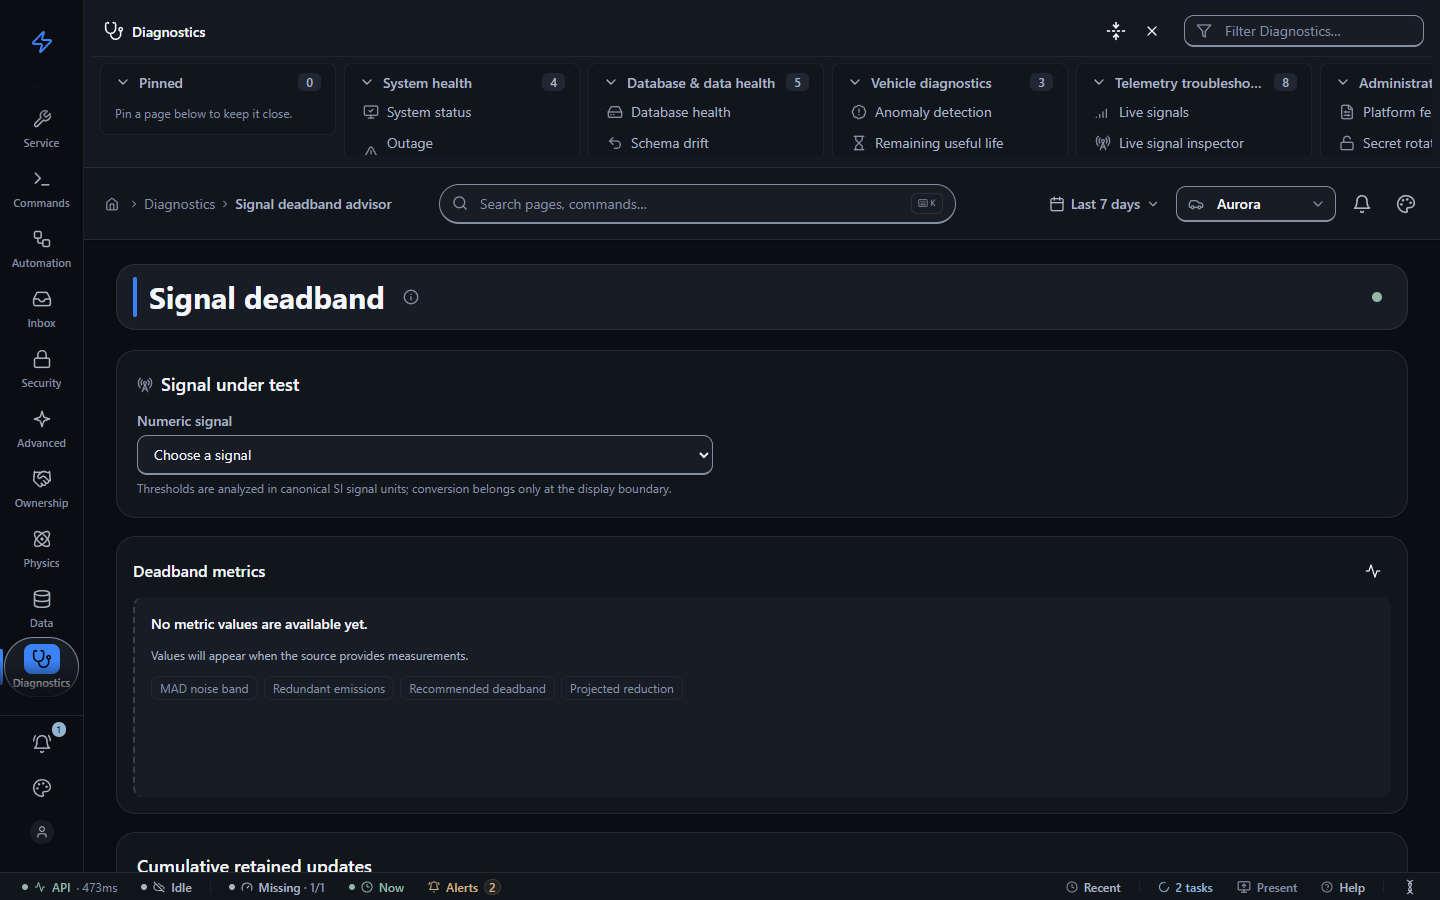 Diagnostics
Filter Diagnostics...
Pinned 0
Pin a page below to keep it close.
System health 4
System status
Outage
Database & data health 5
Database health
Schema drift
Vehicle diagnostics 3
Anomaly detection
Remaining useful life
Telemetry troublesho... 8
Live signals
Live signal inspector
Administrat
Platform fe
Secret rotat
Service
Commands
Automation
Inbox
Security
Advanced
Ownership
Physics
Data
Diagnostics
1
Diagnostics
Signal deadband advisor
Search pages, commands...
K
Last 7 days
Aurora
Signal deadband
Signal under test
Numeric signal
Choose a signal
Thresholds are analyzed in canonical SI signal units; conversion belongs only at the display boundary.
Deadband metrics
No metric values are available yet.
Values will appear when the source provides measurements.
MAD noise band
Redundant emissions
Recommended deadband
Projected reduction
Cumulative retained updates
API · 473ms
Idle
Missing · 1/1
Now
Alerts 2
Recent
2 tasks
Present
Help